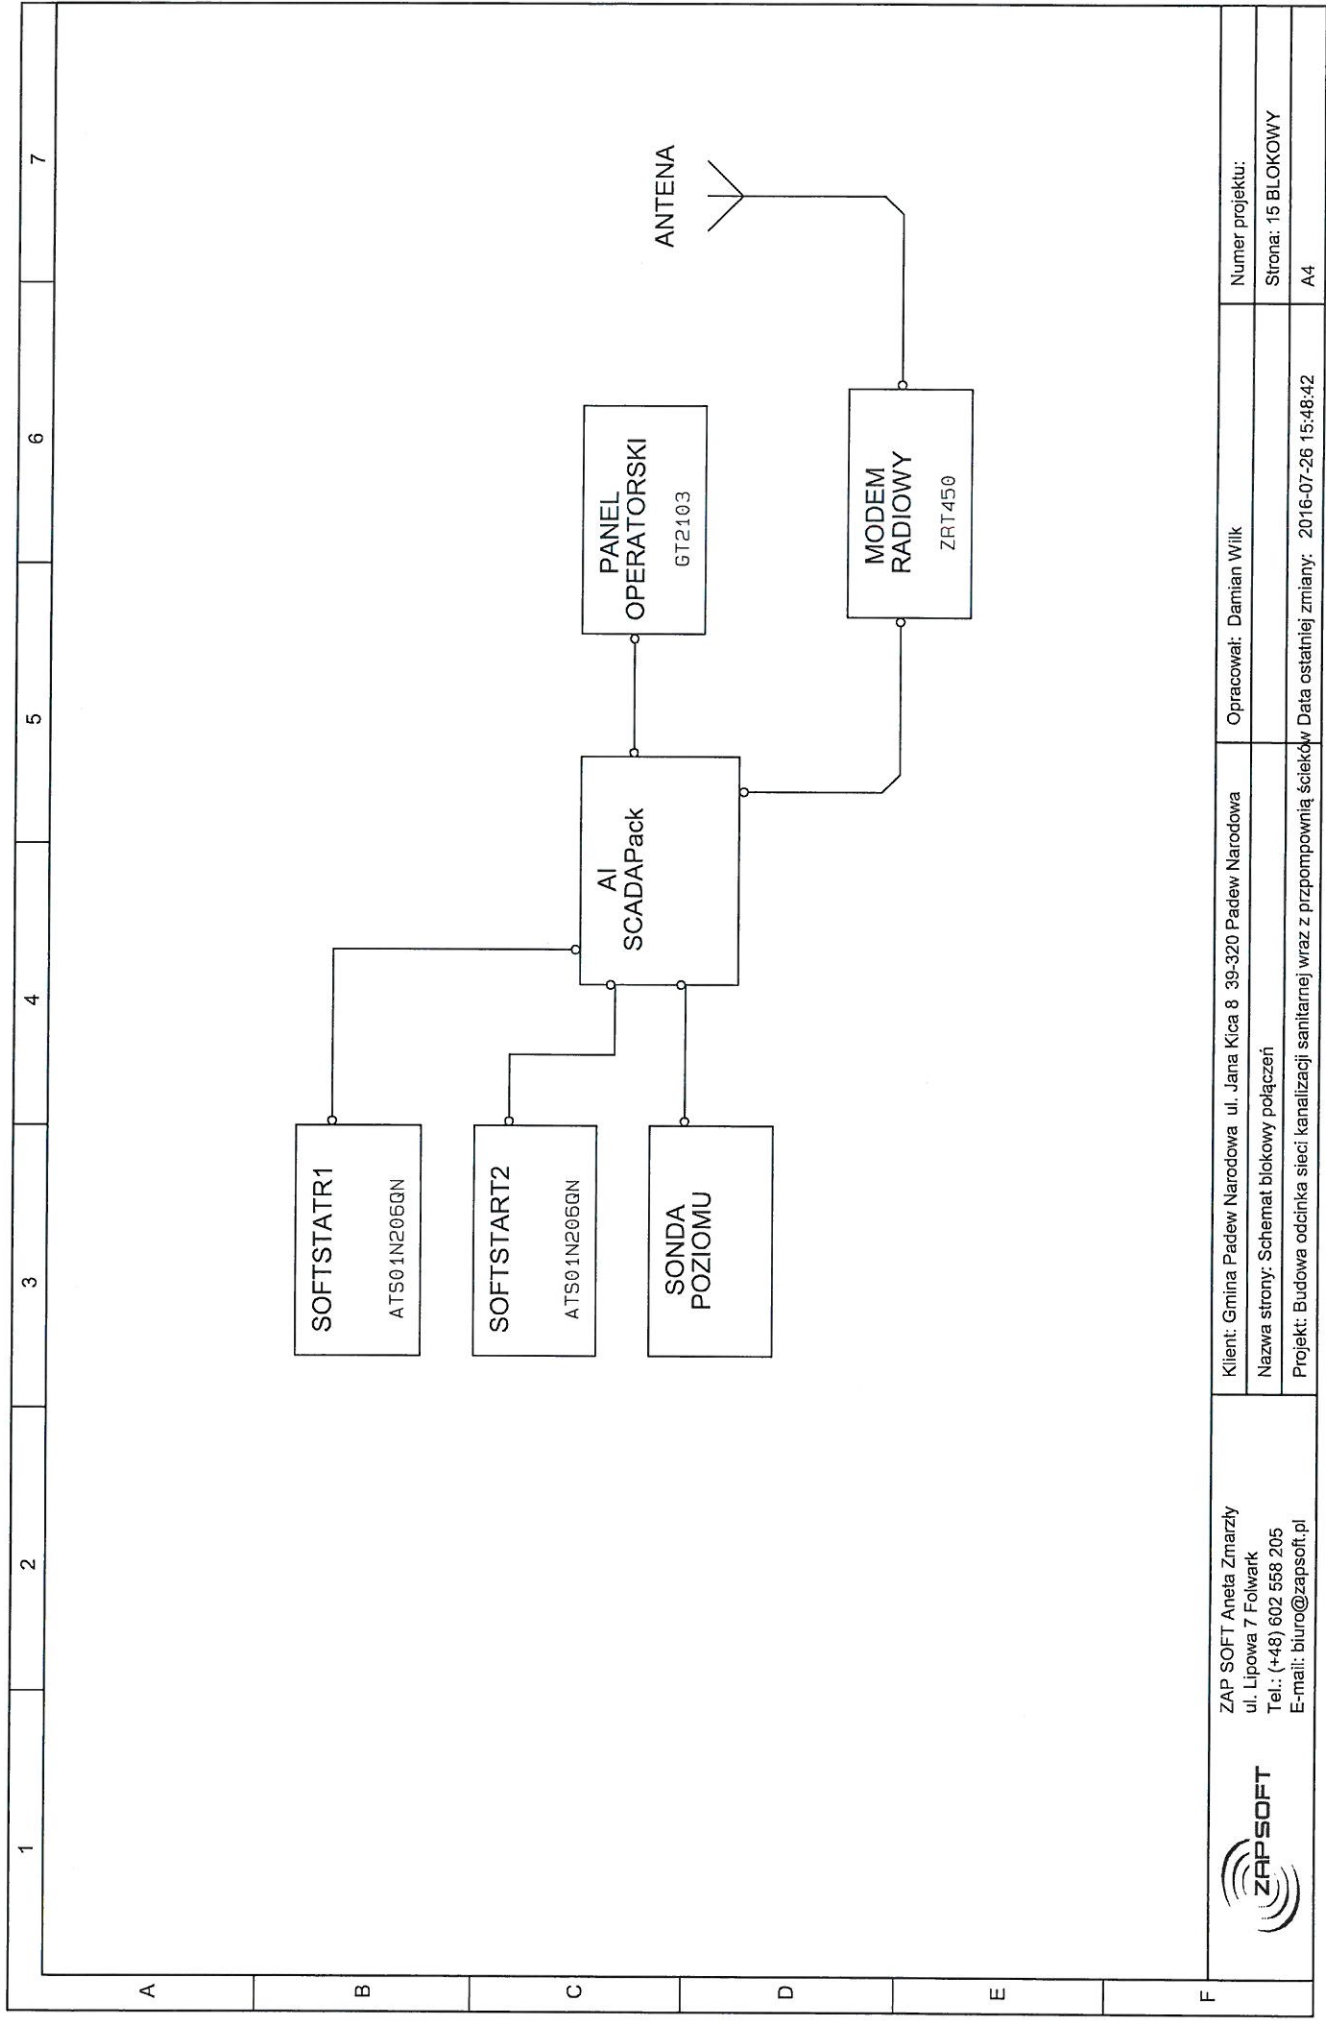 1 2 3 4 5 6 7
A
B
C
D
E
F
SOFTSTATR1
ATS01N206QN
SOFTSTART2
ATS01N206QN
SONDA
POZIOMU
AI
SCADAPack
PANEL
OPERATORSKI
GT2103
MODEM
RADIOWY
ZRT450
ANTENA
ZAPSOFT
ZAP SOFT Aneta Zmarzły
ul. Lipowa 7 Folwark
Tel.: (+48) 602 558 205
E-mail: biuro@zapsoft.pl
Klient: Gmina Padew Narodowa ul. Jana Kica 8 39-320 Padew Narodowa
Opracował: Damian Wilk
Numer projektu:
Nazwa strony: Schemat blokowy połączeń
Strona: 15 BLOKOWY
Projekt: Budowa odcinka sieci kanalizacji sanitarnej wraz z przpompownią ścieków Data ostatniej zmiany: 2016-07-26 15:48:42
A4